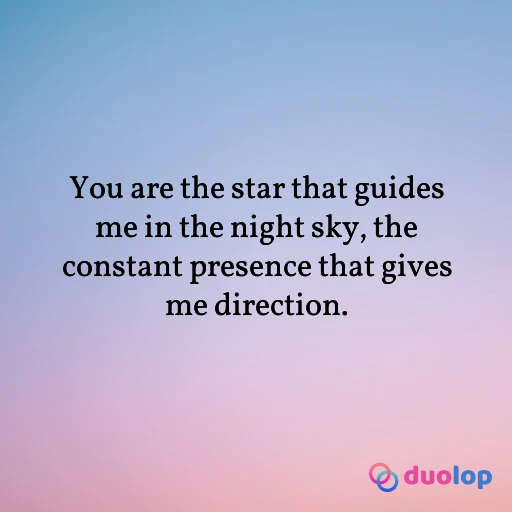 You are the star that guides
me in the night sky, the
constant presence that gives
me direction.
duolop